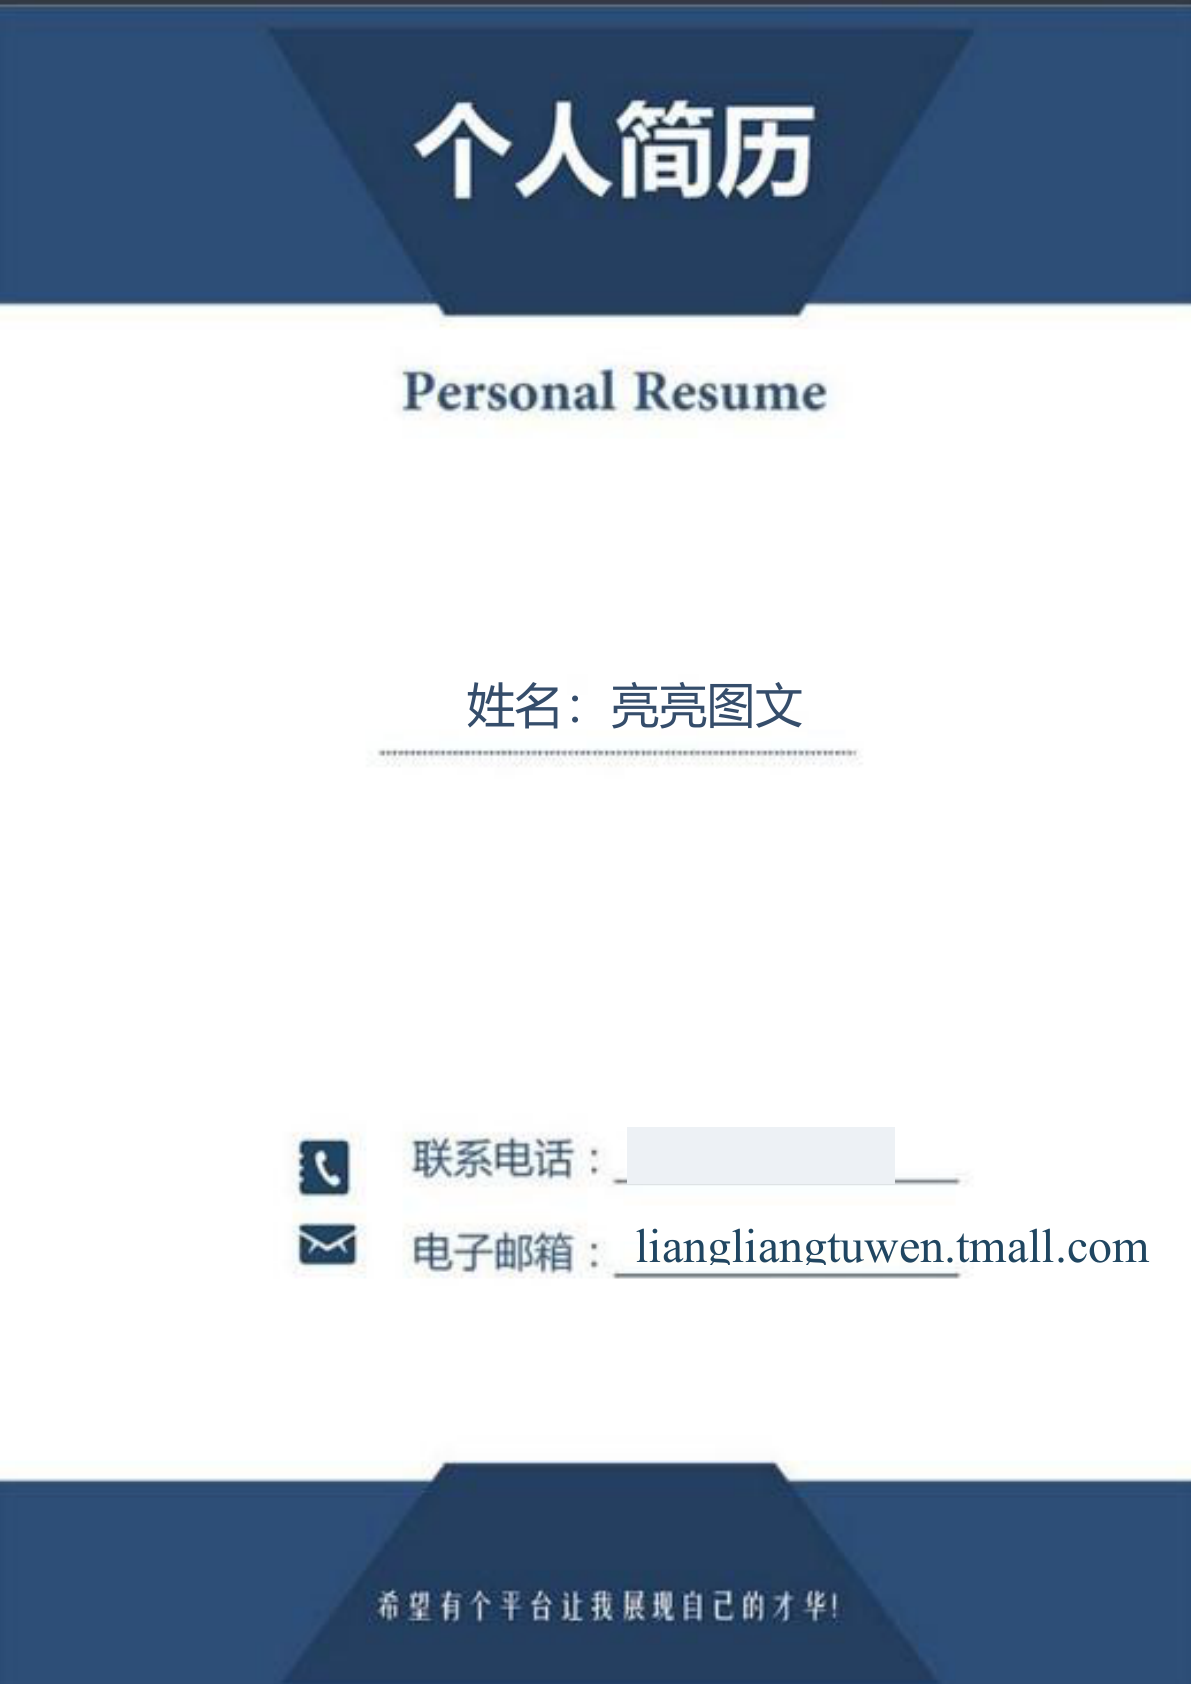 个人简历
Personal Resume
姓名：亮亮图文
联系电话：
电子邮箱：liangliangtuwen.tmall.com
希望有个平台让我展现自己的才华!